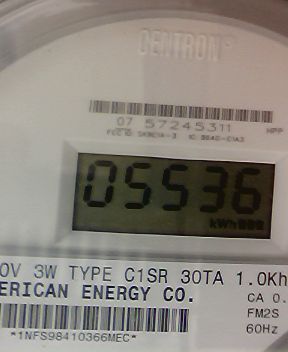 CENTRON®
07 57245311
HPP
05536
kWh
0V 3W TYPE C1SR 30TA 1.0Kh
ERICAN ENERGY CO.
CA 0.
FM2S
60Hz
*1NFS98410366MEC*